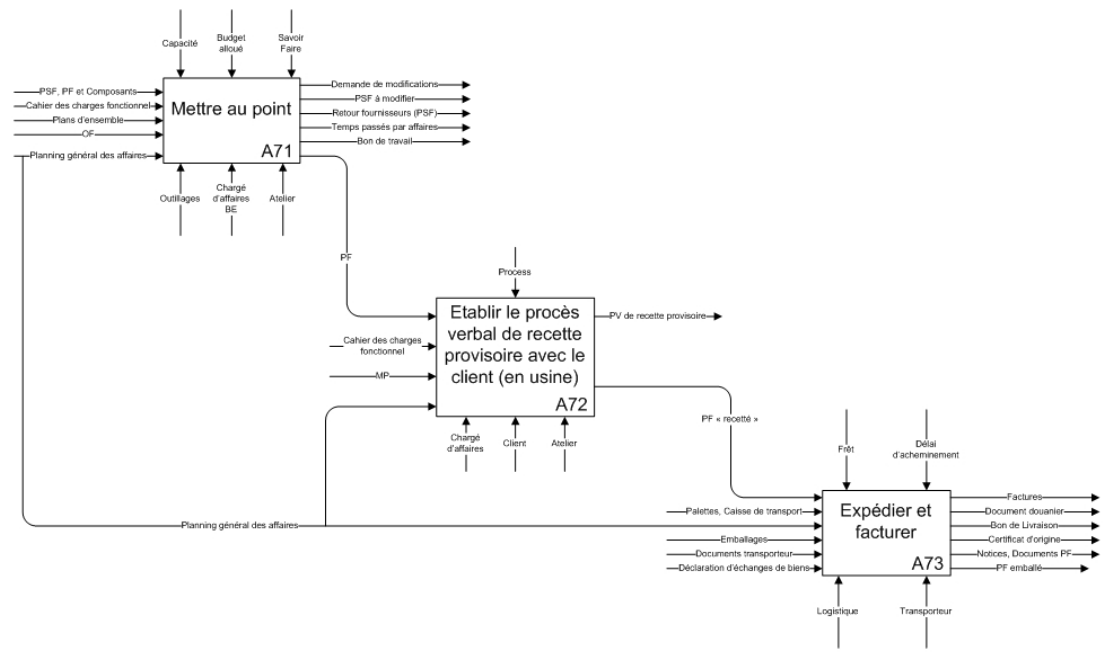 Capacité
Budget
alloué
Savoir
Faire
PSF, PF et Composants
Cahier des charges fonctionnel
Plans d'ensemble
OF
Planning général des affaires
Mettre au point
A71
Demande de modifications
PSF à modifier
Retour fournisseurs (PSF)
Temps passés par affaires
Bon de travail
Outillages
Chargé
d'affaires
BE
Atelier
PF
Process
Cahier des charges
fonctionnel
MP
Etablir le procès
verbal de recette
provisoire avec le
client (en usine)
A72
PV de recette provisoire
Chargé
d'affaires
Client
Atelier
PF « recetté »
Frêt
Délai
d'acheminement
Planning général des affaires
Palettes, Caisse de transport
Emballages
Documents transporteur
Déclaration d'échanges de biens
Expédier et
facturer
A73
Factures
Document douanier
Bon de Livraison
Certificat d'origine
Notices, Documents PF
PF emballé
Logistique
Transporteur